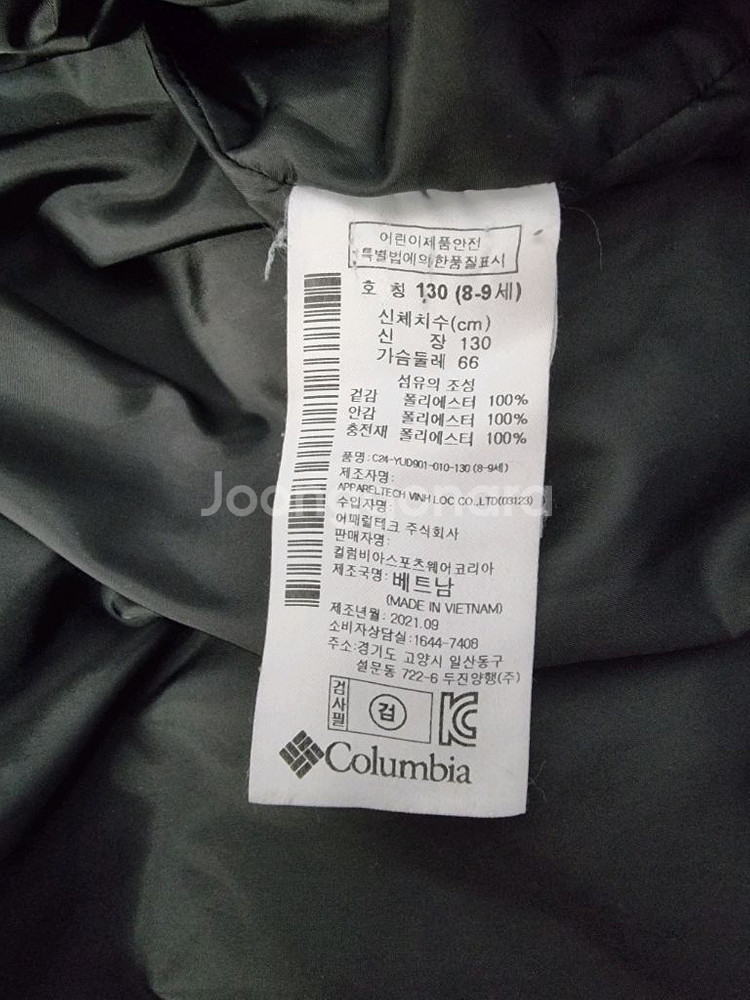 어린이제품안전
특별법에의한품질표시
호 칭 130 (8-9세)
신체치수(cm)
신 장 130
가슴둘레 66
섬유의 조성
겉감 폴리에스터 100%
안감 폴리에스터 100%
충전재 폴리에스터 100%
품명:C24-YUD901-010-130 (8-9세)
제조자명:
APPARELTECH VINH LOC CO.,LTD(03123)
수입자명:
어패럴테크 주식회사
판매자명:
컬럼비아스포츠웨어코리아
제조국명: 베트남
(MADE IN VIETNAM)
제조년월: 2021.09
소비자상담실:1644-7408
주소:경기도 고양시 일산동구
설문동 722-6 두진양행(주)
검사필 검 KC
Columbia
Joongonara